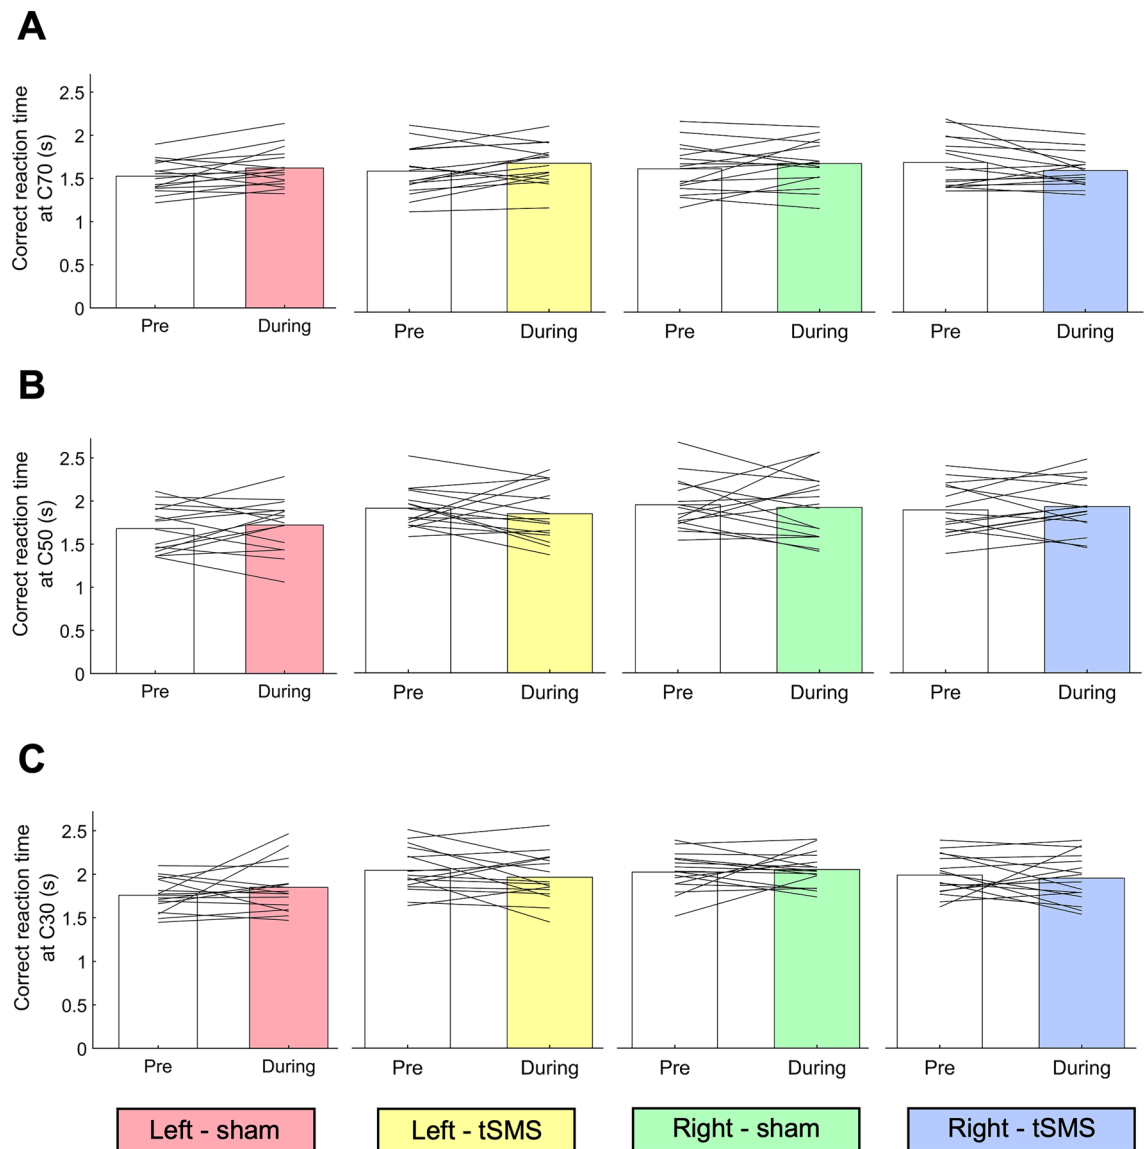 A
Correct reaction time
at C70 (s)
2.5
2
1.5
1
0.5
0
Pre
During
Pre
During
Pre
During
Pre
During
B
Correct reaction time
at C50 (s)
2.5
2
1.5
1
0.5
0
Pre
During
Pre
During
Pre
During
Pre
During
C
Correct reaction time
at C30 (s)
2.5
2
1.5
1
0.5
0
Pre
During
Pre
During
Pre
During
Pre
During
Left - sham
Left - tSMS
Right - sham
Right - tSMS